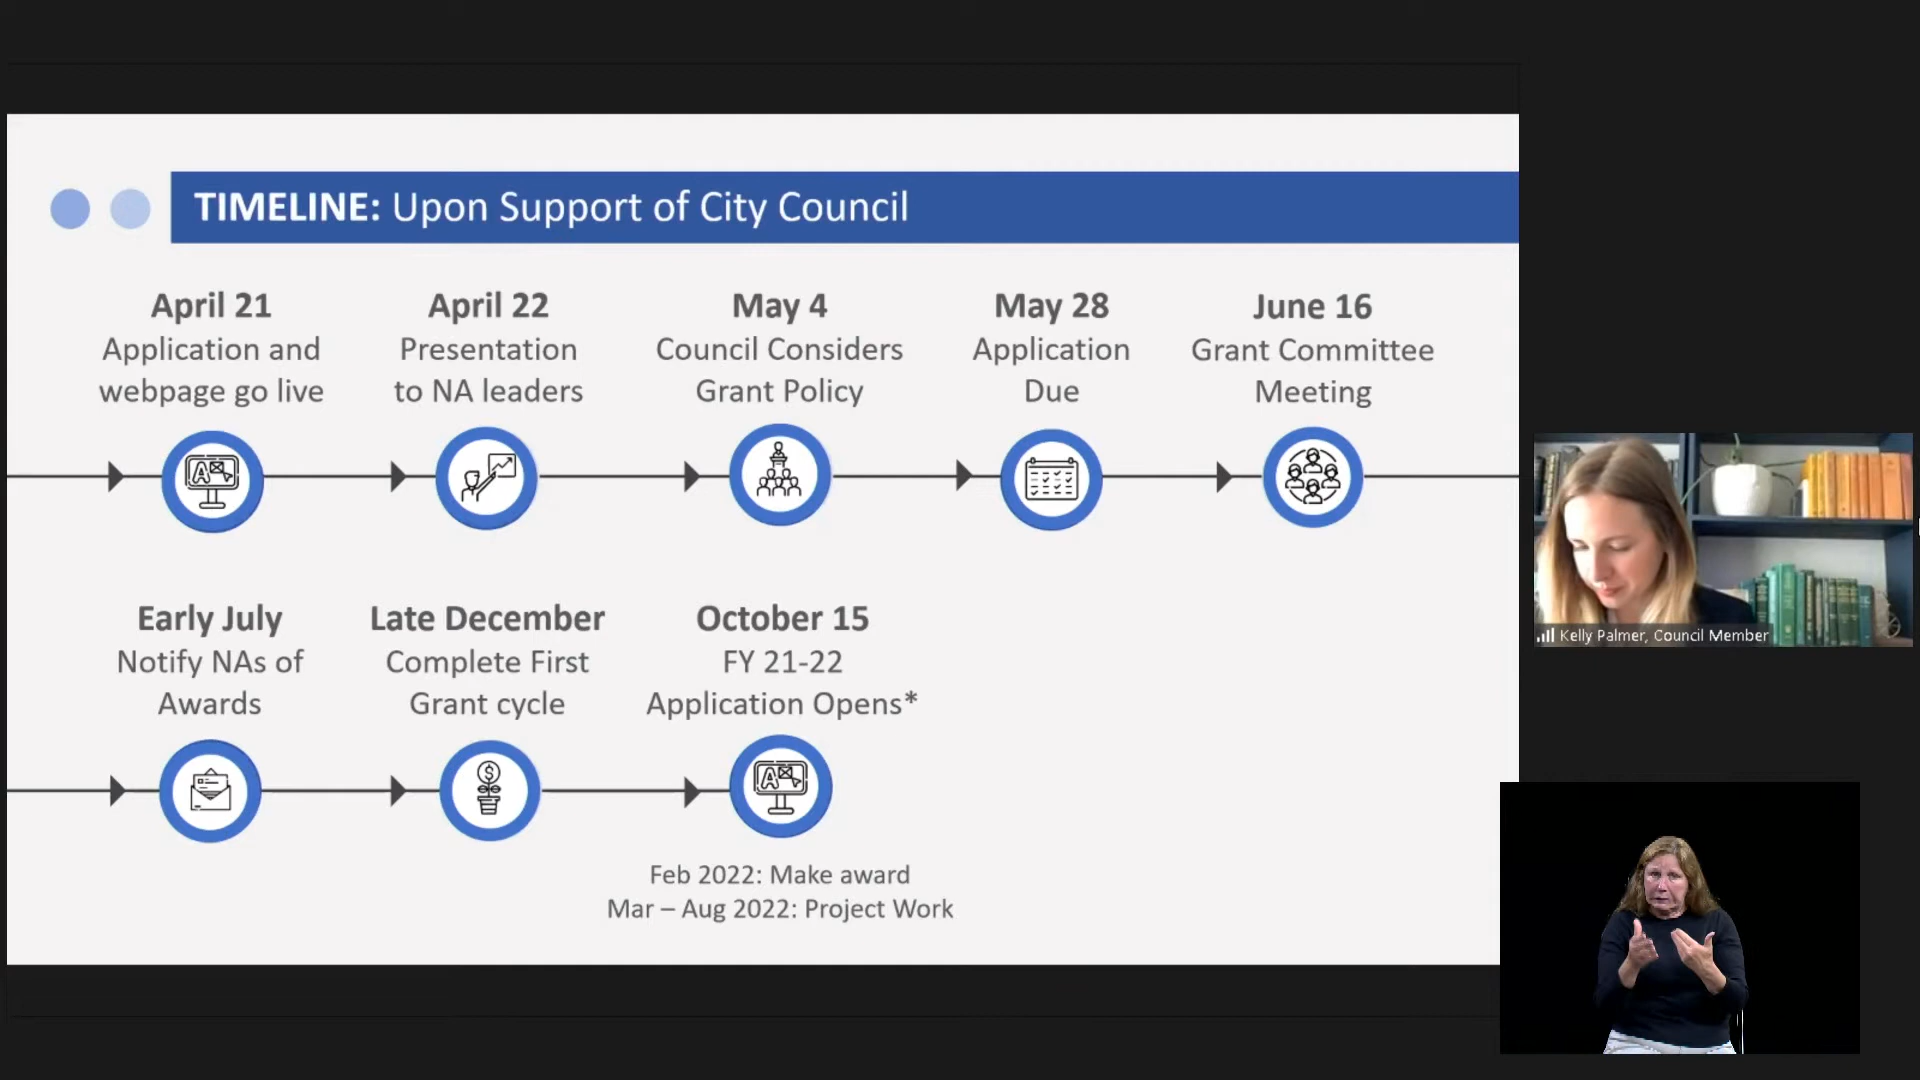 TIMELINE: Upon Support of City Council
April 21
Application and
webpage go live
April 22
Presentation
to NA leaders
May 4
Council Considers
Grant Policy
May 28
Application
Due
June 16
Grant Committee
Meeting
Early July
Notify NAs of
Awards
Late December
Complete First
Grant cycle
October 15
FY 21-22
Application Opens*
Feb 2022: Make award
Mar – Aug 2022: Project Work
Kelly Palmer, Council Member